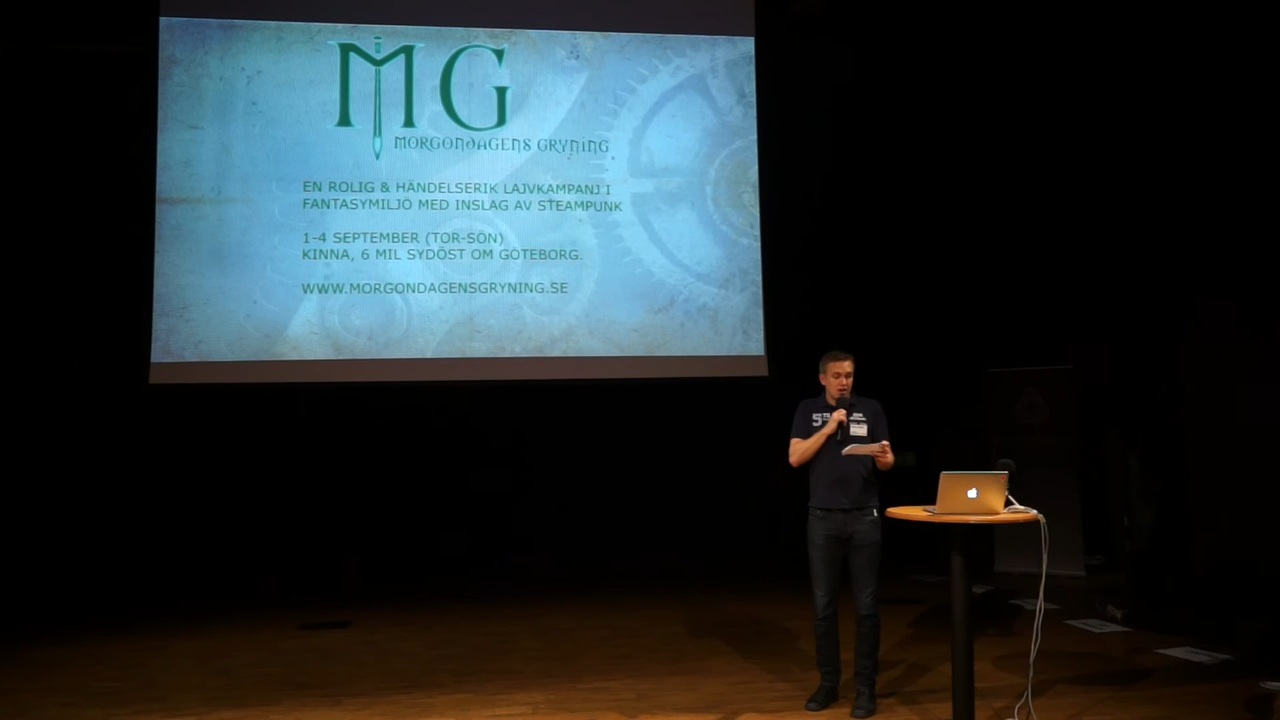 MG
MORGONDAGENS GRYNING
EN ROLIG & HÄNDELSERIK LAJVKAMPANJ I
FANTASYMILJÖ MED INSLAG AV STEAMPUNK
1-4 SEPTEMBER (TOR-SÖN)
KINNA, 6 MIL SYDÖST OM GÖTEBORG.
WWW.MORGONDAGENSGRYNING.SE
5